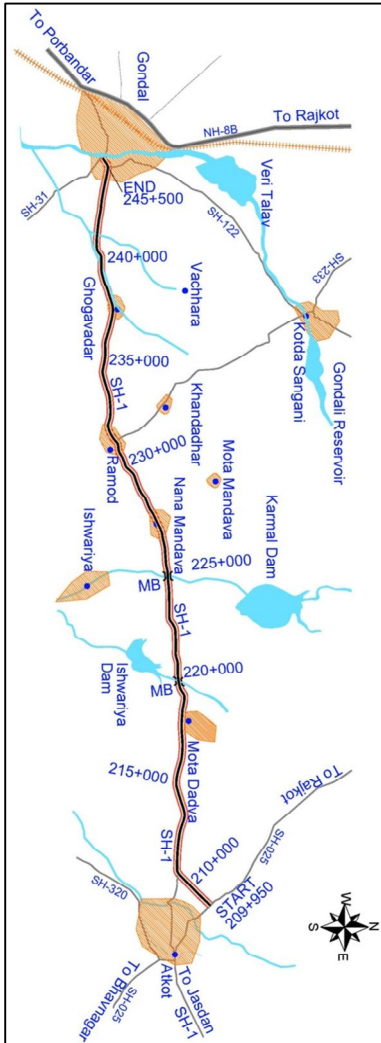 To Porbandar
Gondal
NH-8B
To Rajkot
END
245+500
SH-31
SH-122
Veri Talav
240+000
Vachhara
Ghogavadar
SH-233
Kotda Sangani
Gondali Reservoir
235+000
SH-1
Khandadhar
230+000
Ramod
Mota Mandava
Nana Mandava
Karmal Dam
Ishwariya
225+000
MB
SH-1
Ishwariya
Dam
220+000
MB
Mota Dadya
215+000
SH-1
To Rajkot
SH-025
210+000
START
209+950
SH-320
Atkot
To Jasdan
SH-1
To Bhavnagar
SH-025
N
W
E
S